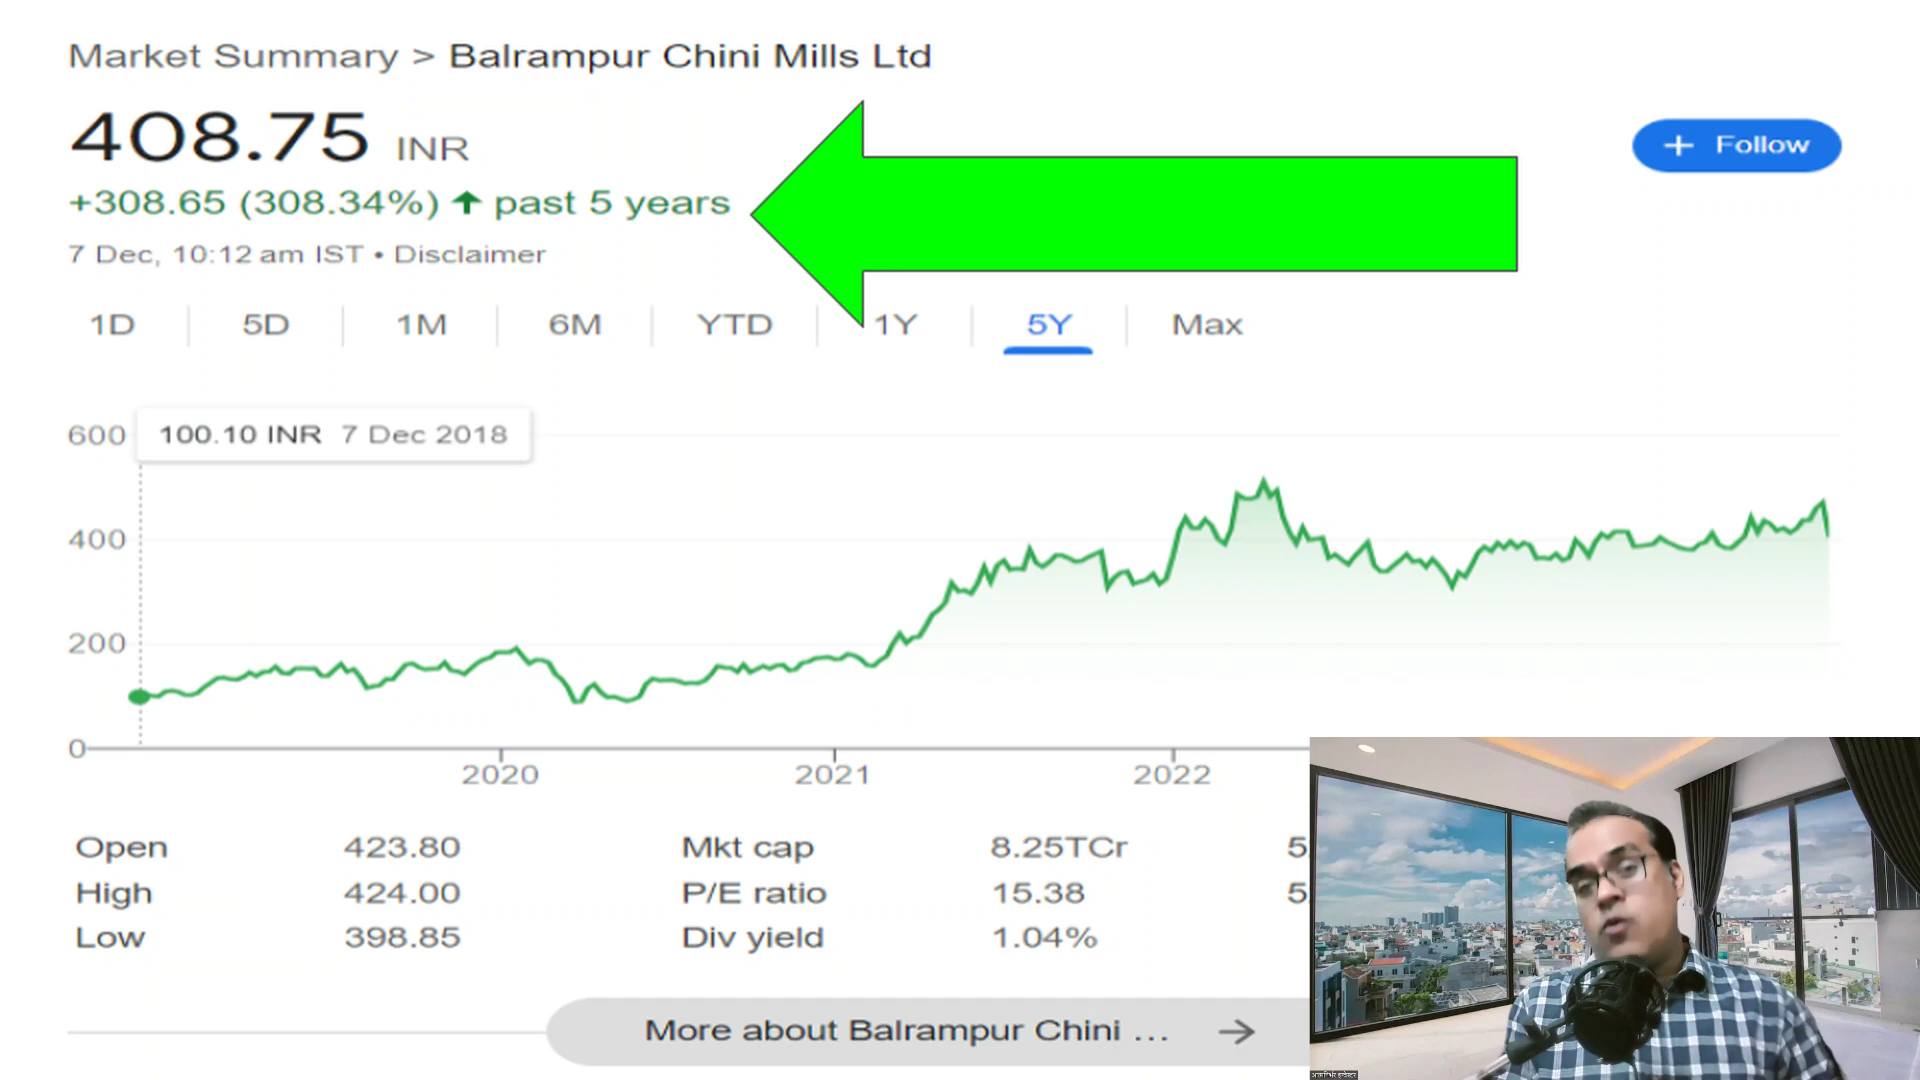 Market Summary > Balrampur Chini Mills Ltd
408.75 INR
+ Follow
+308.65 (308.34%) ↑ past 5 years
7 Dec, 10:12 am IST • Disclaimer
1D 5D 1M 6M YTD 1Y 5Y Max
100.10 INR 7 Dec 2018
600
400
200
0
2020 2021 2022
Open 423.80 Mkt cap 8.25TCr 5
High 424.00 P/E ratio 15.38 5
Low 398.85 Div yield 1.04%
More about Balrampur Chini ... →